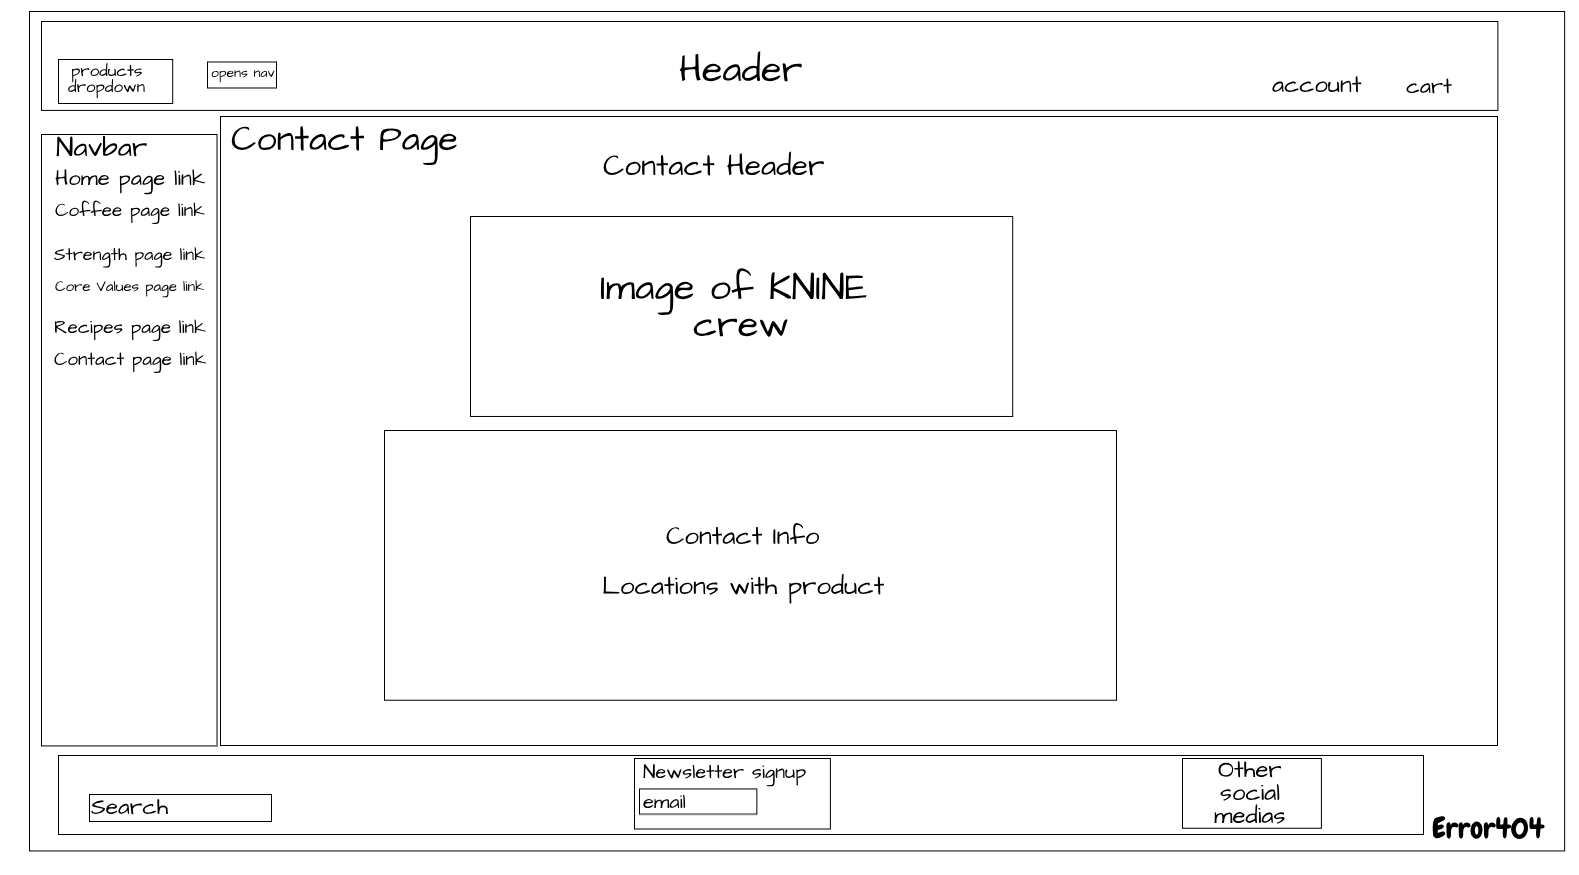 products
dropdown
opens nav
Header
account
cart
Navbar
Home page link
Coffee page link
Strength page link
Core Values page link
Recipes page link
Contact page link
Contact Page
Contact Header
Image of KNINE
crew
Contact Info
Locations with product
Search
Newsletter signup
email
Other
social
medias
Error404